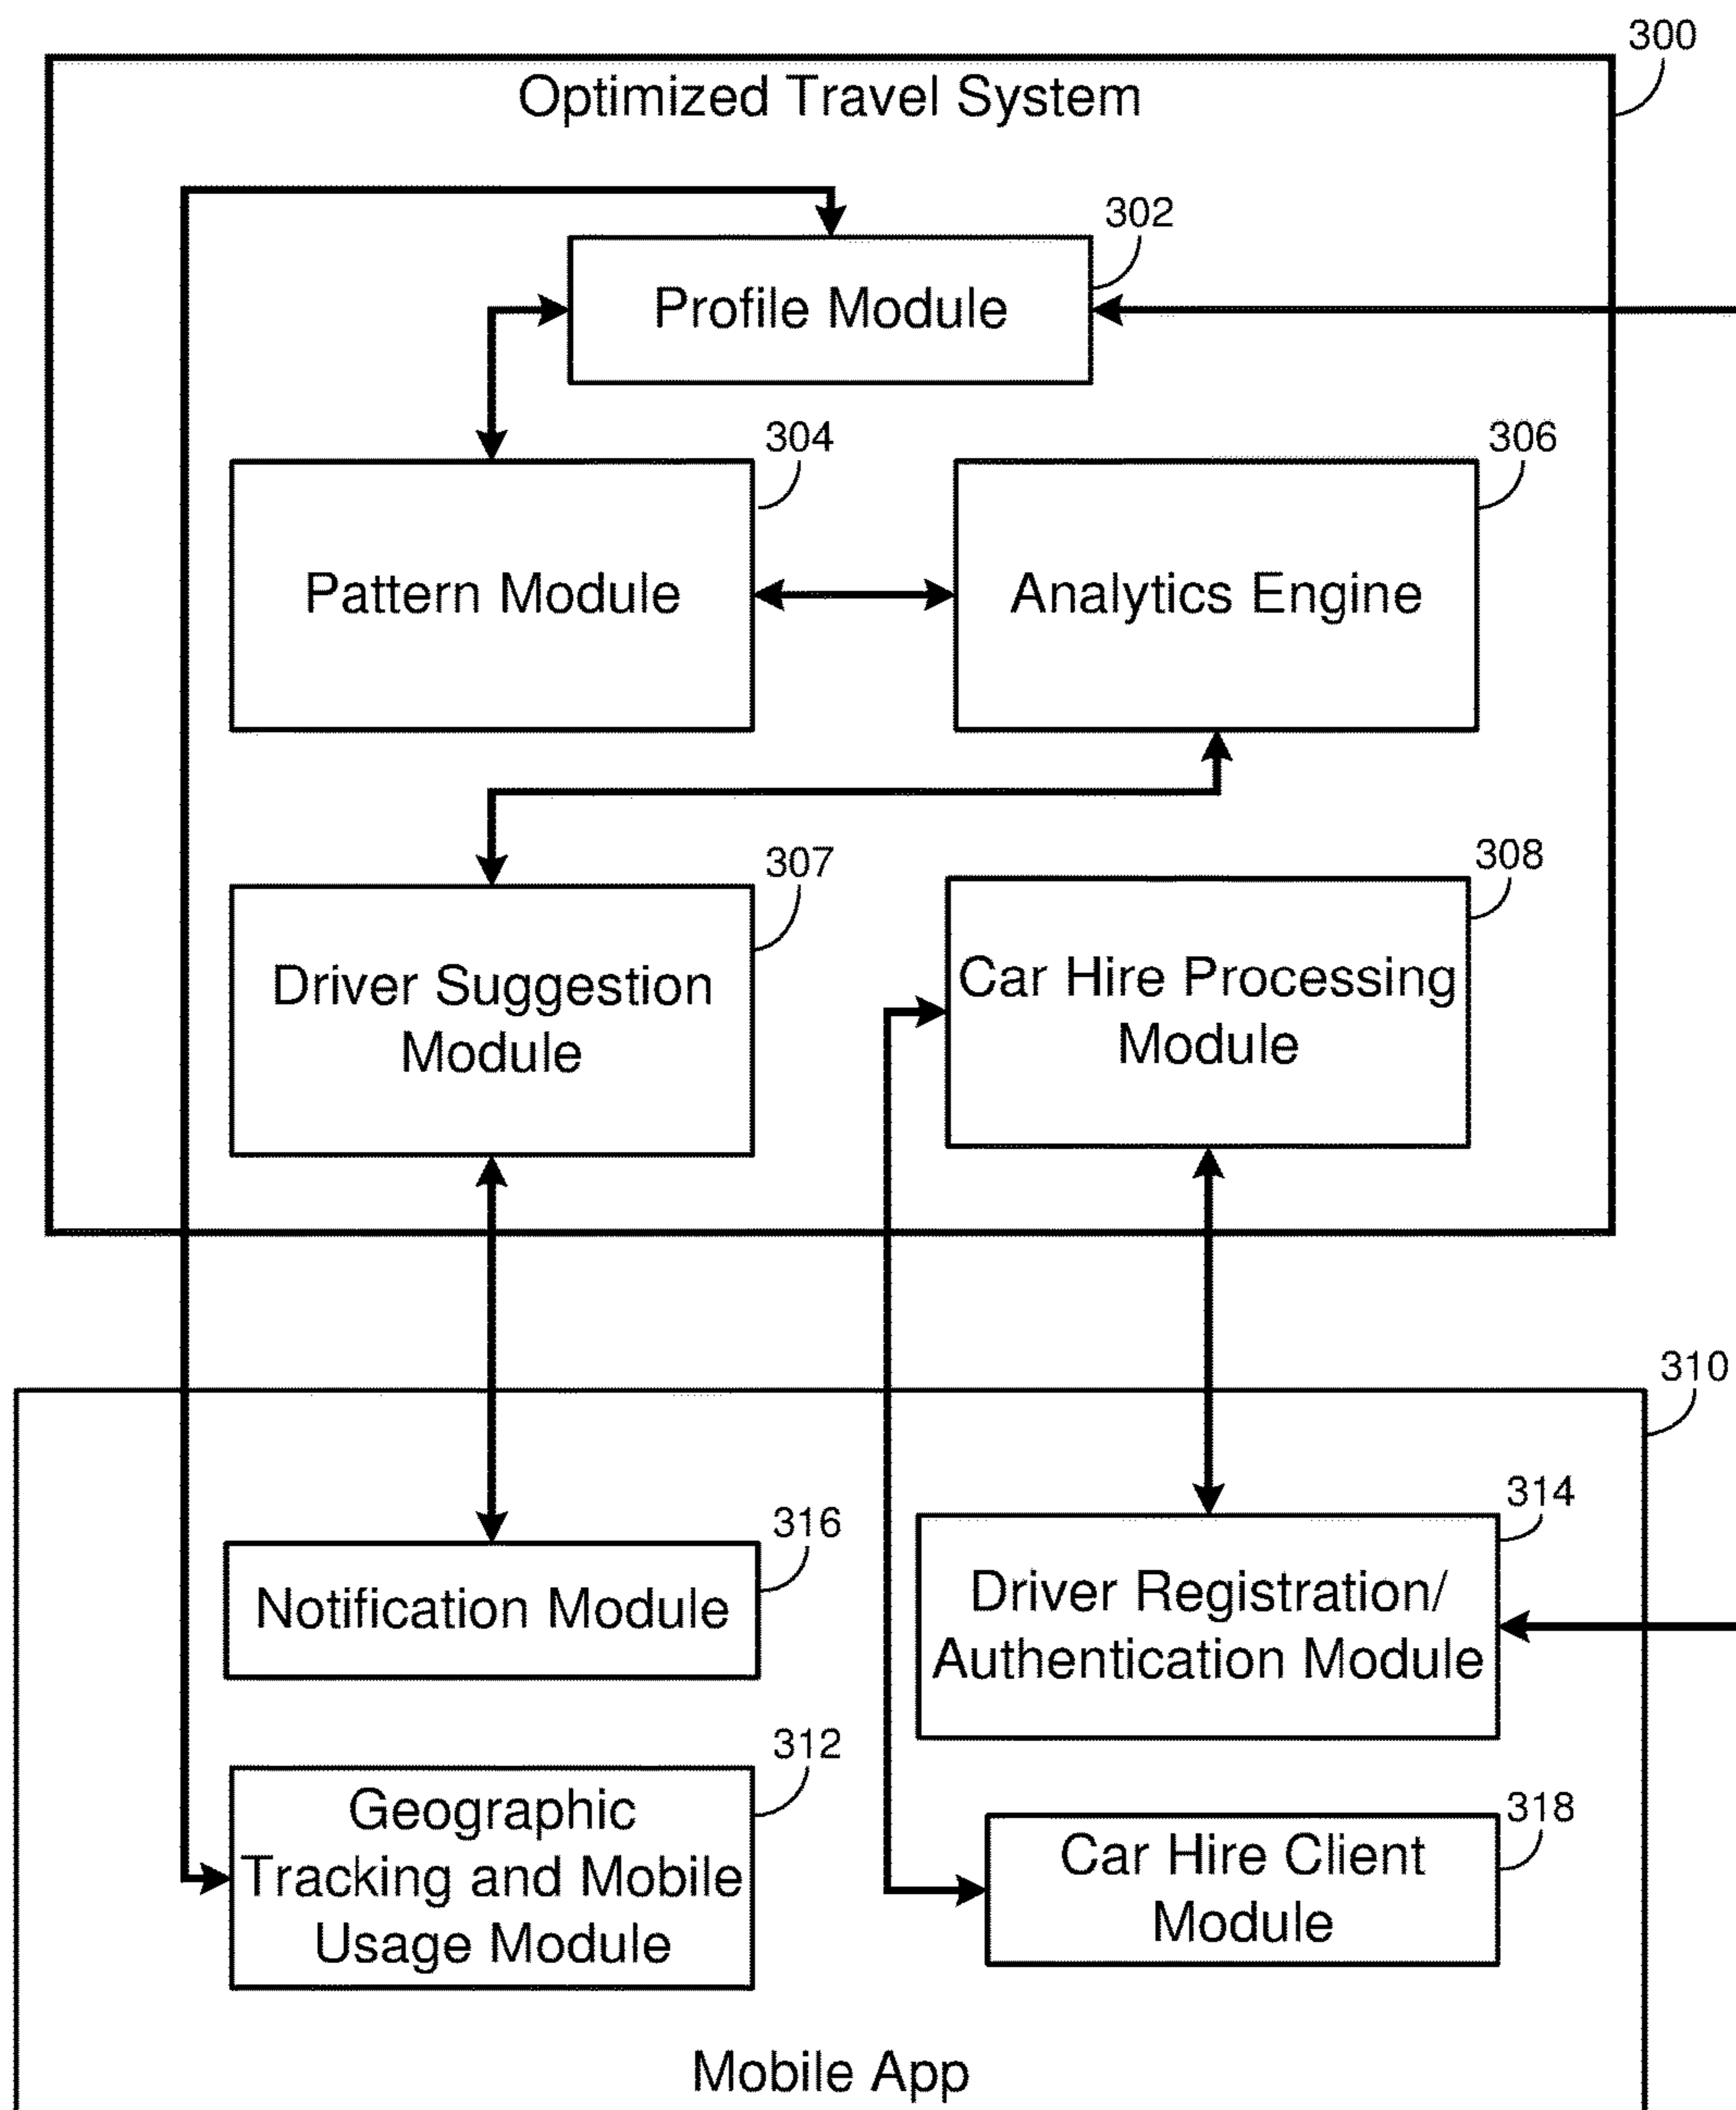 300
Optimized Travel System
302
Profile Module
304
306
Pattern Module
Analytics Engine
307
308
Driver Suggestion
Module
Car Hire Processing
Module
310
316
314
Notification Module
Driver Registration/
Authentication Module
312
318
Geographic
Tracking and Mobile
Usage Module
Car Hire Client
Module
Mobile App